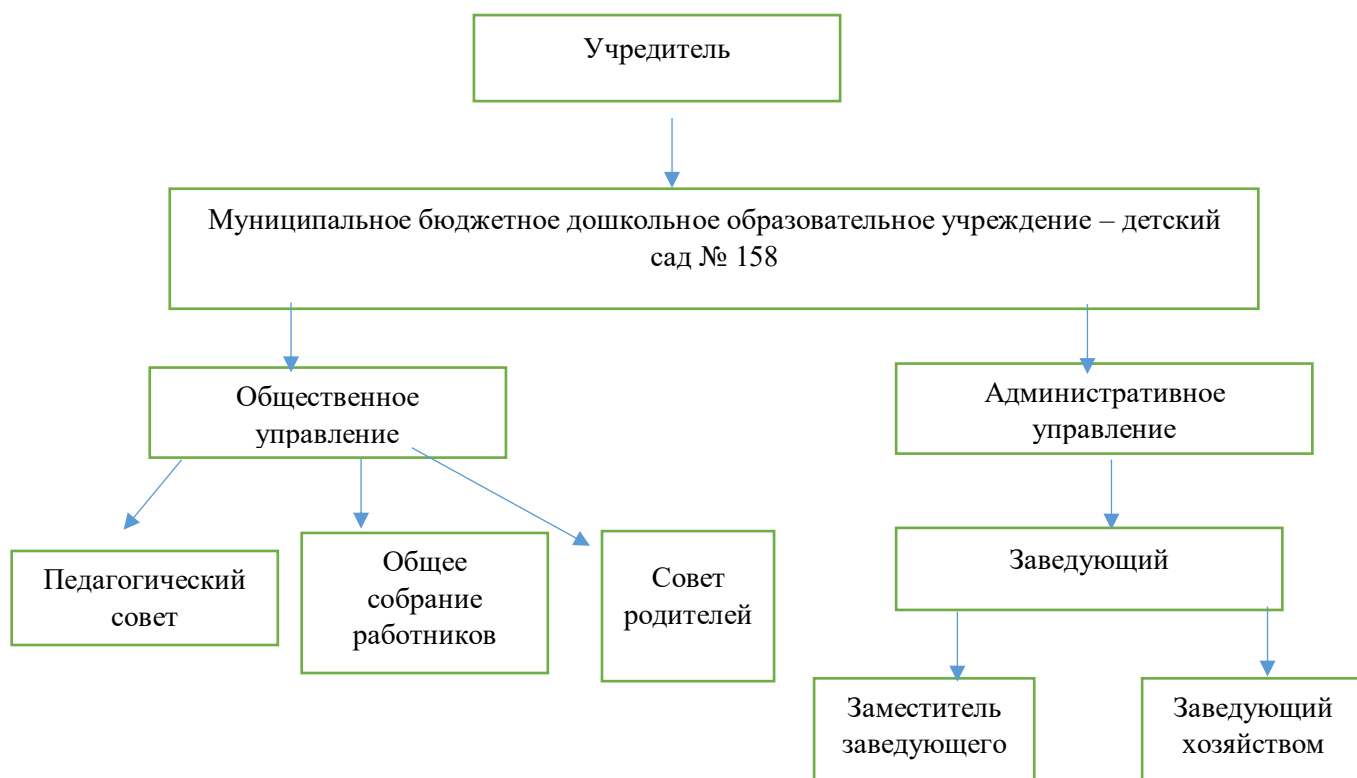 Учредитель
Муниципальное бюджетное дошкольное образовательное учреждение – детский
сад № 158
Общественное
управление
Административное
управление
Педагогический
совет
Общее
собрание
работников
Совет
родителей
Заведующий
Заместитель
заведующего
Заведующий
хозяйством